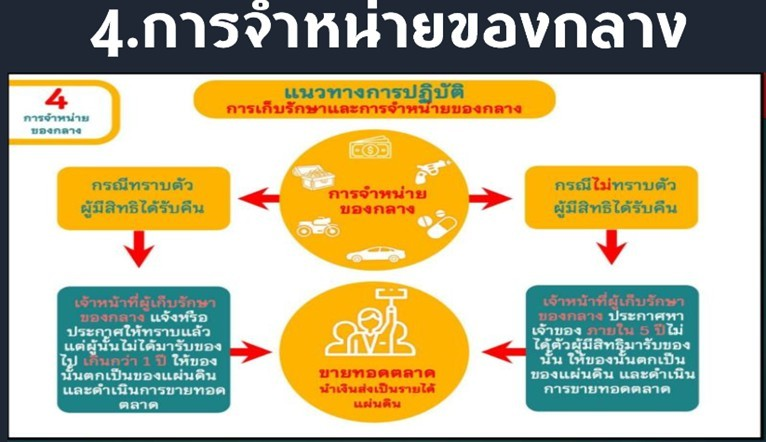 4.การจำหน่ายของกลาง
4
การจำหน่าย
ของกลาง
แนวทางการปฏิบัติ
การเก็บรักษาและการจำหน่ายของกลาง
กรณีทราบตัว
ผู้มีสิทธิได้รับคืน
การจำหน่าย
ของกลาง
กรณีไม่ทราบตัว
ผู้มีสิทธิได้รับคืน
เจ้าหน้าที่ผู้เก็บรักษา
ของกลาง แจ้งหรือ
ประกาศให้ทราบแล้ว
แต่ผู้นั้นไม่ได้มารับของ
ไป เกินกว่า 1 ปี ให้ของ
นั้นตกเป็นของแผ่นดิน
และดำเนินการขายทอด
ตลาด
ขายทอดตลาด
นำเงินส่งเป็นรายได้
แผ่นดิน
เจ้าหน้าที่ผู้เก็บรักษา
ของกลาง ประกาศหา
เจ้าของ ภายใน 5 ปีไม่
ได้ตัวผู้มีสิทธิมารับของ
นั้น ให้ของนั้นตกเป็น
ของแผ่นดิน และดำเนิน
การขายทอดตลาด